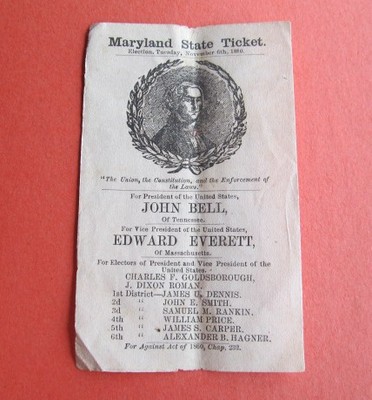 Maryland State Ticket.
Election, Tuesday, November 6th, 1860.
"The Union, the Constitution, and the Enforcement of
the Laws."
For President of the United States,
JOHN BELL,
Of Tennessee.
For Vice President of the United States,
EDWARD EVERETT,
Of Massachusetts.
For Electors of President and Vice President of the
United States.
CHARLES F. GOLDSBOROUGH,
J. DIXON ROMAN.
1st District—JAMES U. DENNIS.
2d " JOHN E. SMITH.
3d " SAMUEL M. RANKIN.
4th " WILLIAM PRICE.
5th " JAMES S. CARPER.
6th " ALEXANDER B. HAGNER.
For Against Act of 1860, Chap. 232.